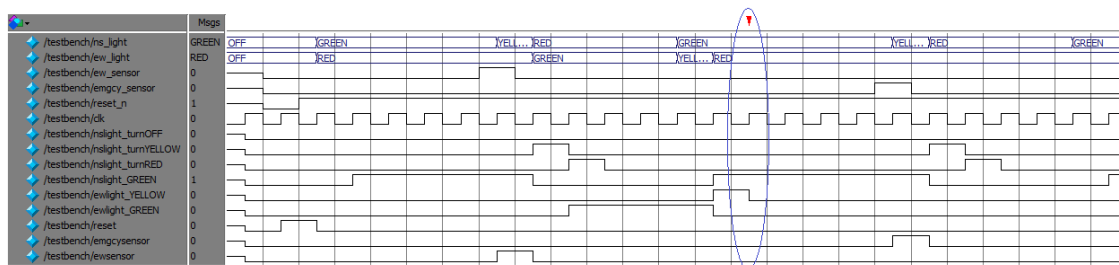 Msgs
/testbench/ns_light GREEN OFF GREEN YELL... RED GREEN YELL... RED GREEN
/testbench/ew_light RED OFF RED GREEN YELL... RED
/testbench/ew_sensor 0
/testbench/emgcy_sensor 0
/testbench/reset_n 1
/testbench/clk 0
/testbench/nslight_turnOFF 0
/testbench/nslight_turnYELLOW 0
/testbench/nslight_turnRED 0
/testbench/nslight_GREEN 1
/testbench/ewlight_YELLOW 0
/testbench/ewlight_GREEN 0
/testbench/reset 0
/testbench/emgcysensor 0
/testbench/ewsensor 0